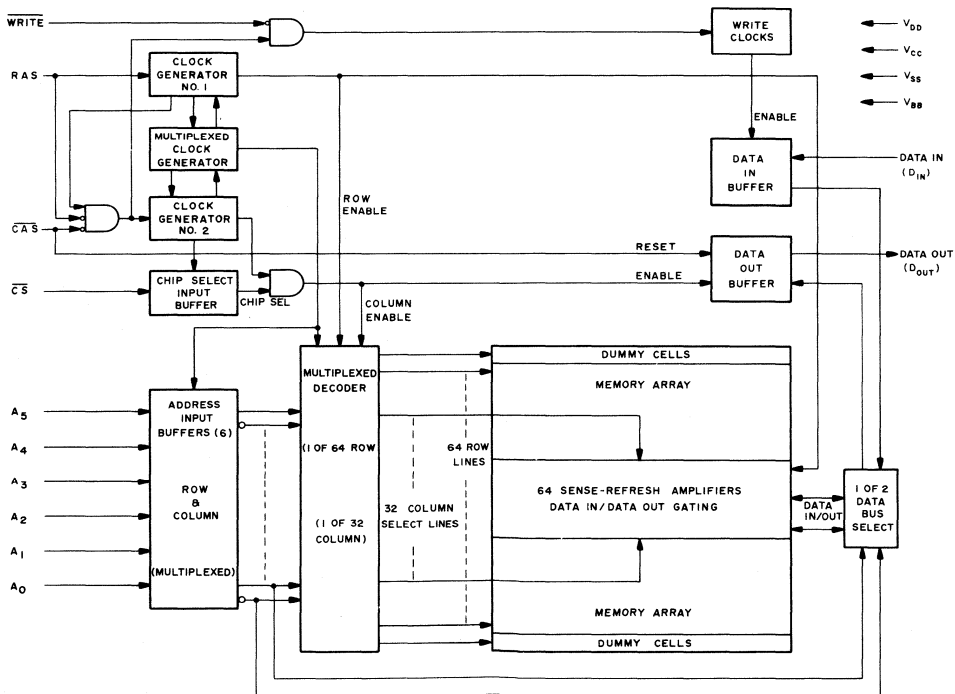 WRITE
WRITE
CLOCKS
V_DD
V_CC
RAS
CLOCK
GENERATOR
NO. 1
V_SS
V_BB
ENABLE
MULTIPLEXED
CLOCK
GENERATOR
DATA
IN
BUFFER
DATA IN
(D_IN)
ROW
ENABLE
CLOCK
GENERATOR
NO. 2
CAS
RESET
DATA
OUT
BUFFER
DATA OUT
(D_OUT)
ENABLE
CS
CHIP SELECT
INPUT
BUFFER
CHIP SEL
COLUMN
ENABLE
MULTIPLEXED
DECODER
(1 OF 64 ROW
(1 OF 32
COLUMN)
DUMMY CELLS
MEMORY ARRAY
ADDRESS
INPUT
BUFFERS (6)
ROW
&
COLUMN
(MULTIPLEXED)
A5
A4
A3
A2
A1
A0
64 ROW
LINES
32 COLUMN
SELECT LINES
64 SENSE-REFRESH AMPLIFIERS
DATA IN/DATA OUT GATING
DATA
IN/OUT
1 OF 2
DATA
BUS
SELECT
MEMORY ARRAY
DUMMY CELLS